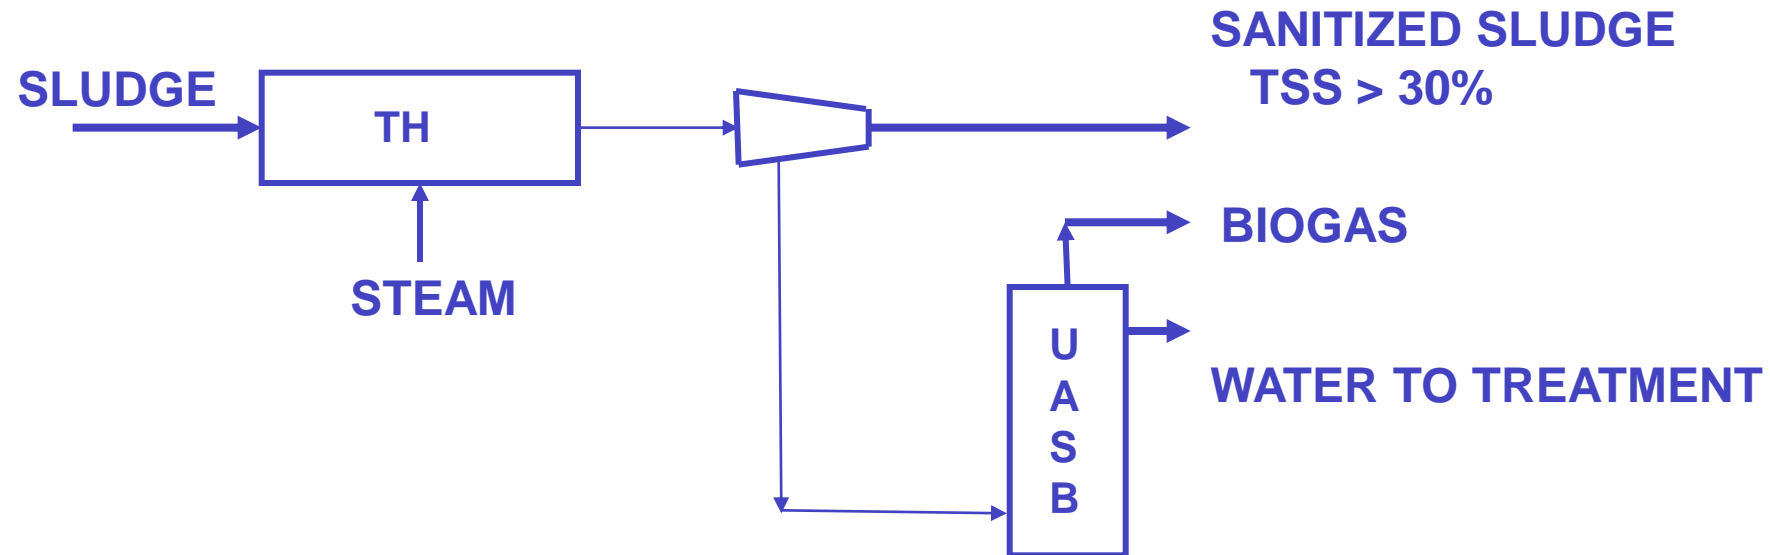 SANITIZED SLUDGE
TSS > 30%
SLUDGE
TH
STEAM
BIOGAS
U
A
S
B
WATER TO TREATMENT